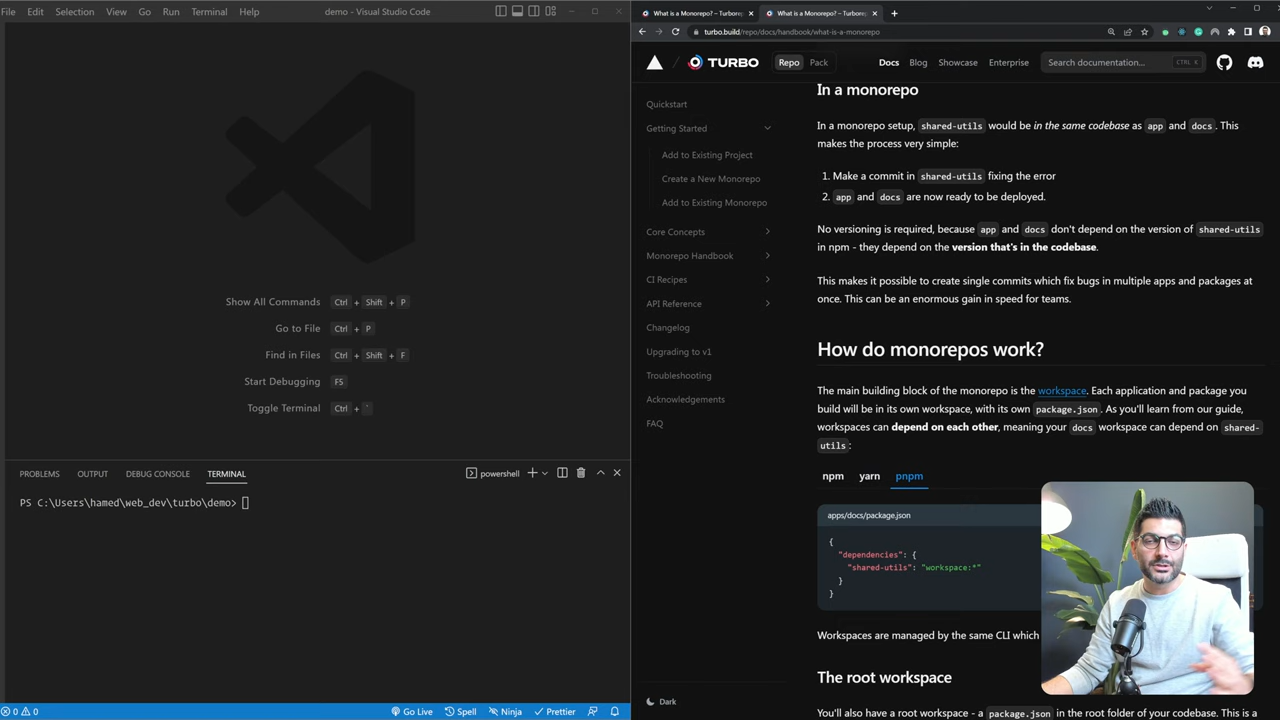 File Edit Selection View Go Run Terminal Help demo - Visual Studio Code
Show All Commands Ctrl + Shift + P
Go to File Ctrl + P
Find in Files Ctrl + Shift + F
Start Debugging F5
Toggle Terminal Ctrl + `
PROBLEMS OUTPUT DEBUG CONSOLE TERMINAL powershell
PS C:\Users\hamed\web_dev\turbo\demo>
0 0 Go Live Spell Ninja Prettier
What is a Monorepo? – Turborep What is a Monorepo? – Turborep
turbo.build/repo/docs/handbook/what-is-a-monorepo
TURBO Repo Pack Docs Blog Showcase Enterprise Search documentation... CTRL K
Quickstart
Getting Started
Add to Existing Project
Create a New Monorepo
Add to Existing Monorepo
Core Concepts
Monorepo Handbook
CI Recipes
API Reference
Changelog
Upgrading to v1
Troubleshooting
Acknowledgements
FAQ
Dark
In a monorepo
In a monorepo setup, shared-utils would be in the same codebase as app and docs. This
makes the process very simple:
1. Make a commit in shared-utils fixing the error
2. app and docs are now ready to be deployed.
No versioning is required, because app and docs don't depend on the version of shared-utils
in npm - they depend on the version that's in the codebase.
This makes it possible to create single commits which fix bugs in multiple apps and packages at
once. This can be an enormous gain in speed for teams.
How do monorepos work?
The main building block of the monorepo is the workspace. Each application and package you
build will be in its own workspace, with its own package.json. As you'll learn from our guide,
workspaces can depend on each other, meaning your docs workspace can depend on shared-
utils:
npm yarn pnpm
apps/docs/package.json
{
"dependencies": {
"shared-utils": "workspace:*"
}
}
Workspaces are managed by the same CLI which
The root workspace
You'll also have a root workspace - a package.json in the root folder of your codebase. This is a